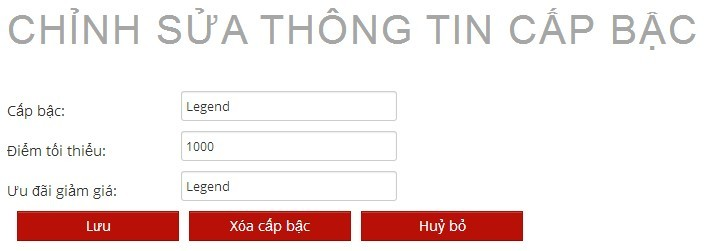 CHỈNH SỬA THÔNG TIN CẤP BẬC
Cấp bậc: Legend
Điểm tối thiểu: 1000
Ưu đãi giảm giá: Legend
Lưu Xóa cấp bậc Huỷ bỏ